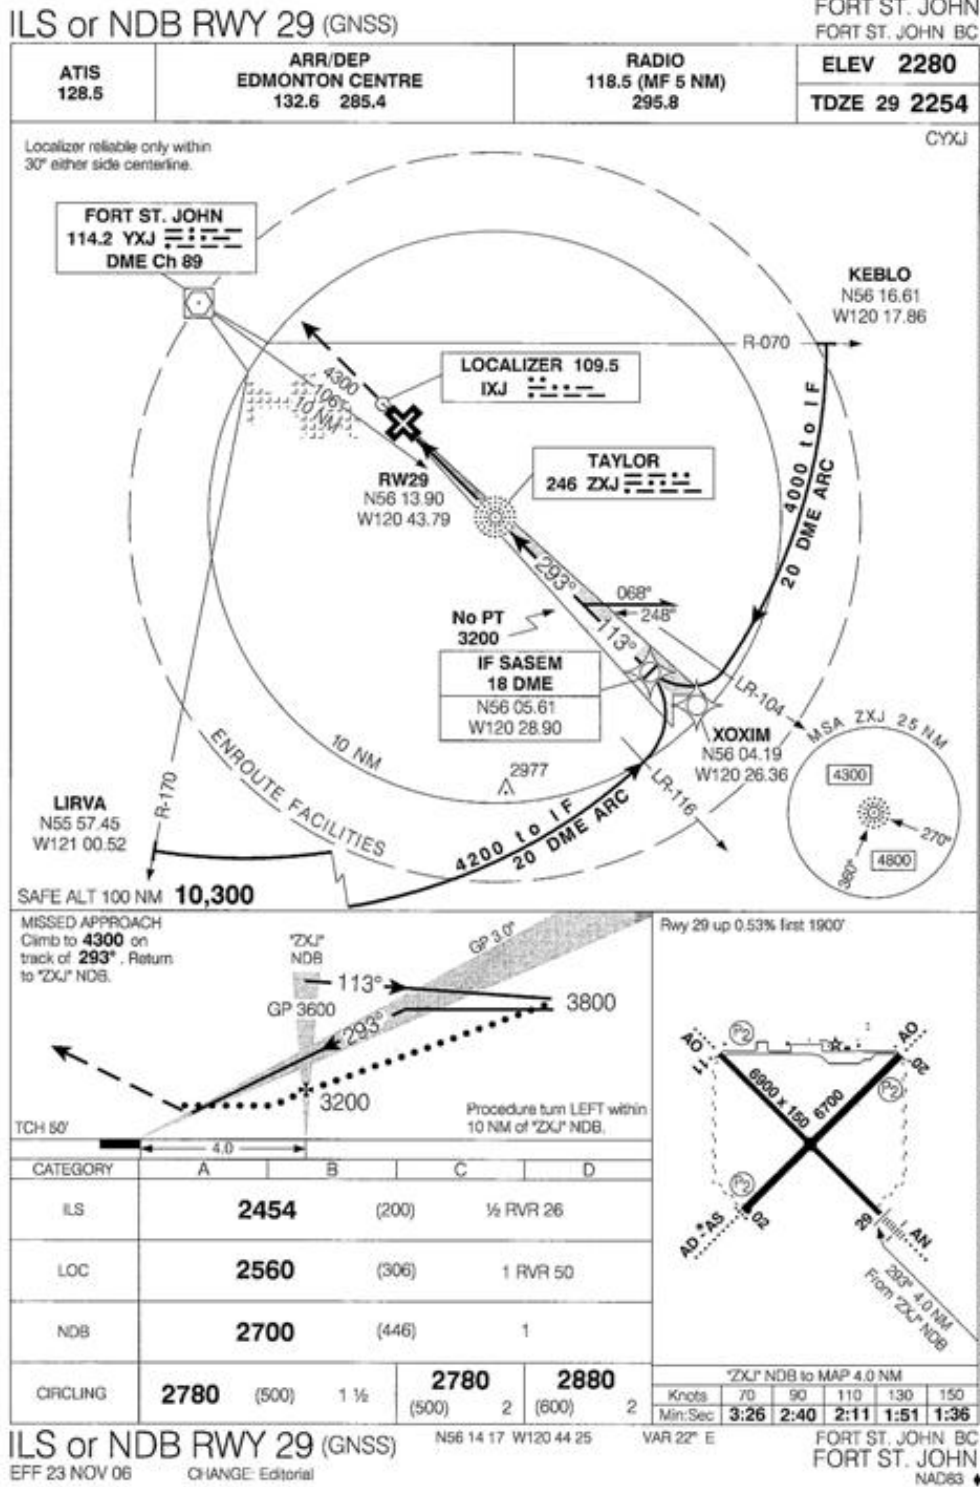 ILS or NDB RWY 29 (GNSS)
FORT ST. JOHN
FORT ST. JOHN BC
ATIS
128.5
ARR/DEP
EDMONTON CENTRE
132.6 285.4
RADIO
118.5 (MF 5 NM)
295.8
ELEV 2280
TDZE 29 2254
CYXJ
Localizer reliable only within
30° either side centerline.
FORT ST. JOHN
114.2 YXJ
DME Ch 89
KEBLO
N56 16.61
W120 17.86
R-070
LOCALIZER 109.5
IXJ
4300
106°
10 NM
RW29
N56 13.90
W120 43.79
TAYLOR
246 ZXJ
4000 to IF
20 DME ARC
293°
068°
248°
113°
No PT
3200
IF SASEM
18 DME
N56 05.61
W120 28.90
LR-104
XOXIM
N56 04.19
W120 26.36
MSA ZXJ 25 NM
4300
270°
360°
4800
10 NM
2977
LR-116
ENROUTE FACILITIES
R-170
LIRVA
N55 57.45
W121 00.52
4200 to IF
20 DME ARC
SAFE ALT 100 NM 10,300
MISSED APPROACH
Climb to 4300 on
track of 293°. Return
to "ZXJ" NDB.
"ZXJ"
NDB
GP 3.0°
113°
GP 3600
293°
3800
3200
Procedure turn LEFT within
10 NM of "ZXJ" NDB.
TCH 50'
4.0
Rwy 29 up 0.53% first 1900'
AO
11
AO
20
6900 x 150
6700
02
29
AD AS
AN
293° 4.0 NM
From "ZXJ" NDB
CATEGORY A B C D
ILS 2454 (200) ½ RVR 26
LOC 2560 (306) 1 RVR 50
NDB 2700 (446) 1
CIRCLING 2780 (500) 1 ½ 2780 (500) 2 2880 (600) 2
"ZXJ" NDB to MAP 4.0 NM
Knots 70 90 110 130 150
Min:Sec 3:26 2:40 2:11 1:51 1:36
ILS or NDB RWY 29 (GNSS)
N56 14 17 W120 44 25 VAR 22° E
FORT ST. JOHN BC
FORT ST. JOHN
EFF 23 NOV 06 CHANGE: Editorial
NAD83